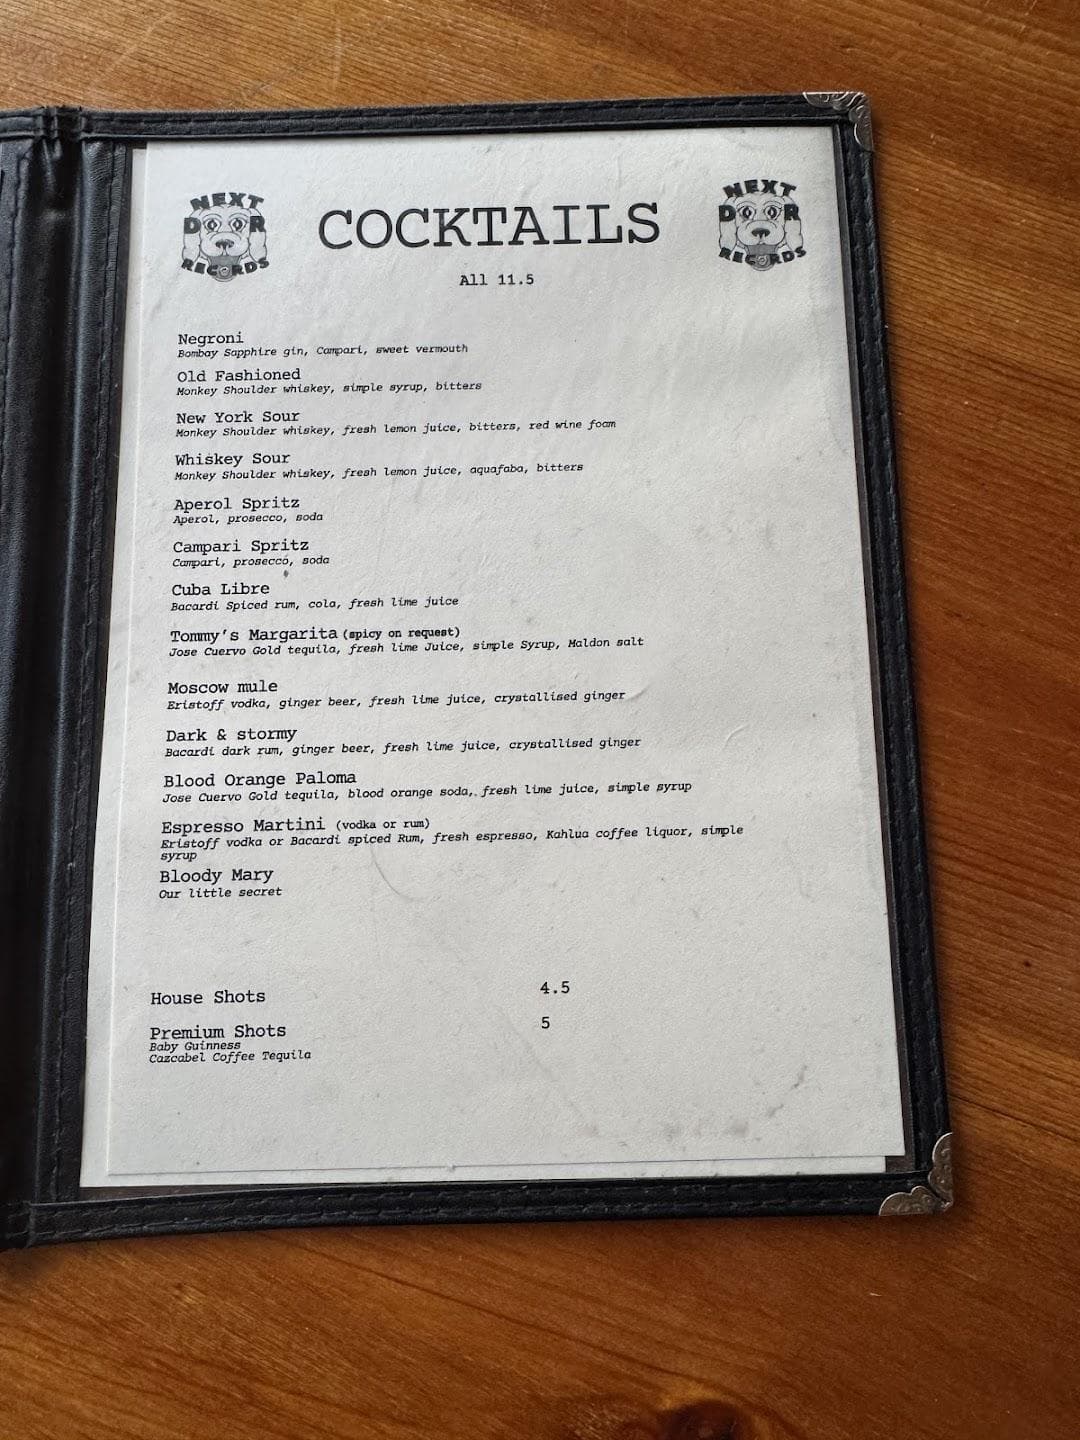 NEXT DOOR RECORDS
COCKTAILS
NEXT DOOR RECORDS
All 11.5
Negroni
Bombay Sapphire gin, Campari, sweet vermouth
Old Fashioned
Monkey Shoulder whiskey, simple syrup, bitters
New York Sour
Monkey Shoulder whiskey, fresh lemon juice, bitters, red wine foam
Whiskey Sour
Monkey Shoulder whiskey, fresh lemon juice, aquafaba, bitters
Aperol Spritz
Aperol, prosecco, soda
Campari Spritz
Campari, prosecco, soda
Cuba Libre
Bacardi Spiced rum, cola, fresh lime juice
Tommy's Margarita (spicy on request)
Jose Cuervo Gold tequila, fresh lime Juice, simple Syrup, Maldon salt
Moscow mule
Eristoff vodka, ginger beer, fresh lime juice, crystallised ginger
Dark & stormy
Bacardi dark rum, ginger beer, fresh lime juice, crystallised ginger
Blood Orange Paloma
Jose Cuervo Gold tequila, blood orange soda, fresh lime juice, simple syrup
Espresso Martini (vodka or rum)
Eristoff vodka or Bacardi spiced Rum, fresh espresso, Kahlua coffee liquor, simple
syrup
Bloody Mary
Our little secret
House Shots 4.5
Premium Shots 5
Baby Guinness
Cazcabel Coffee Tequila